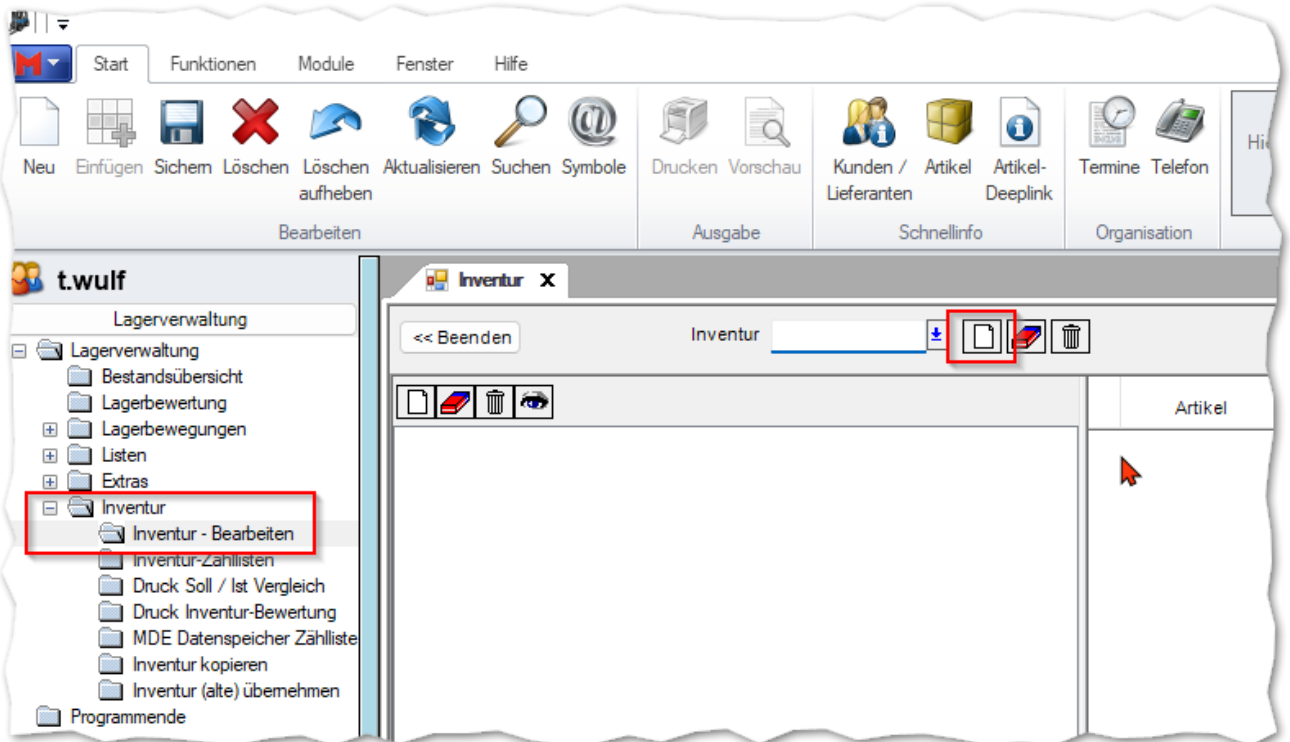 Start Funktionen Module Fenster Hilfe
Neu Einfügen Sichern Löschen Löschen aufheben Aktualisieren Suchen Symbole Drucken Vorschau Kunden / Lieferanten Artikel Artikel-Deeplink Termine Telefon
Bearbeiten Ausgabe Schnellinfo Organisation
t.wulf
Lagerverwaltung
Lagerverwaltung
Bestandsübersicht
Lagerbewertung
Lagerbewegungen
Listen
Extras
Inventur
Inventur - Bearbeiten
Inventur-Zähllisten
Druck Soll / Ist Vergleich
Druck Inventur-Bewertung
MDE Datenspeicher Zählliste
Inventur kopieren
Inventur (alte) übernehmen
Programmende
Inventur X
<< Beenden Inventur
Artikel